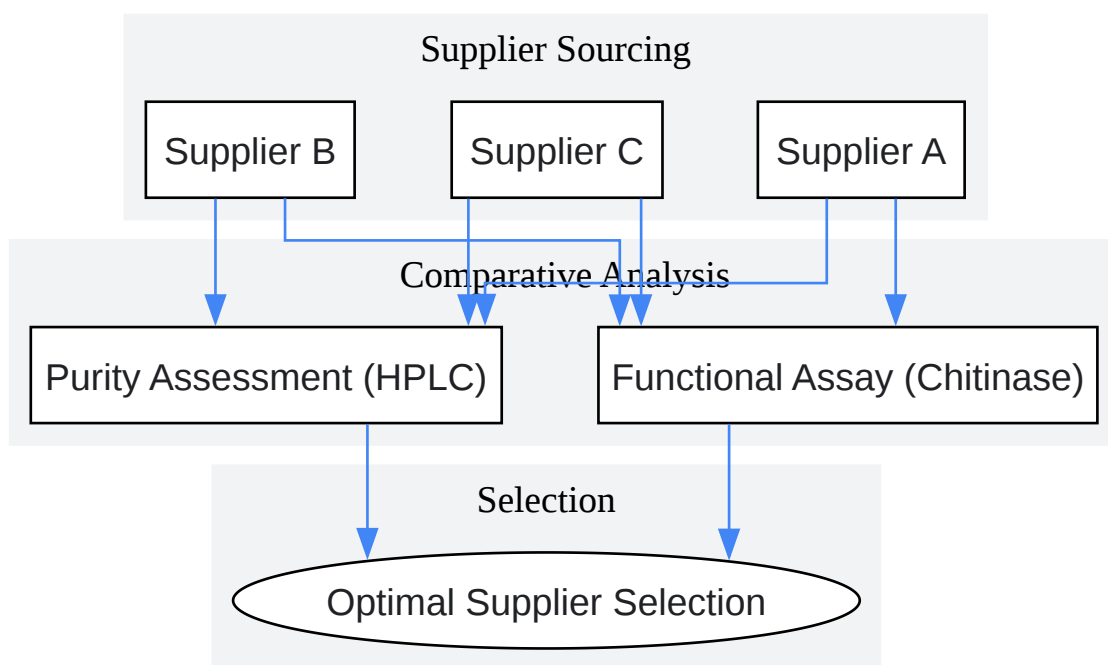 Supplier Sourcing
Supplier B
Supplier C
Supplier A
Comparative Analysis
Purity Assessment (HPLC)
Functional Assay (Chitinase)
Selection
Optimal Supplier Selection